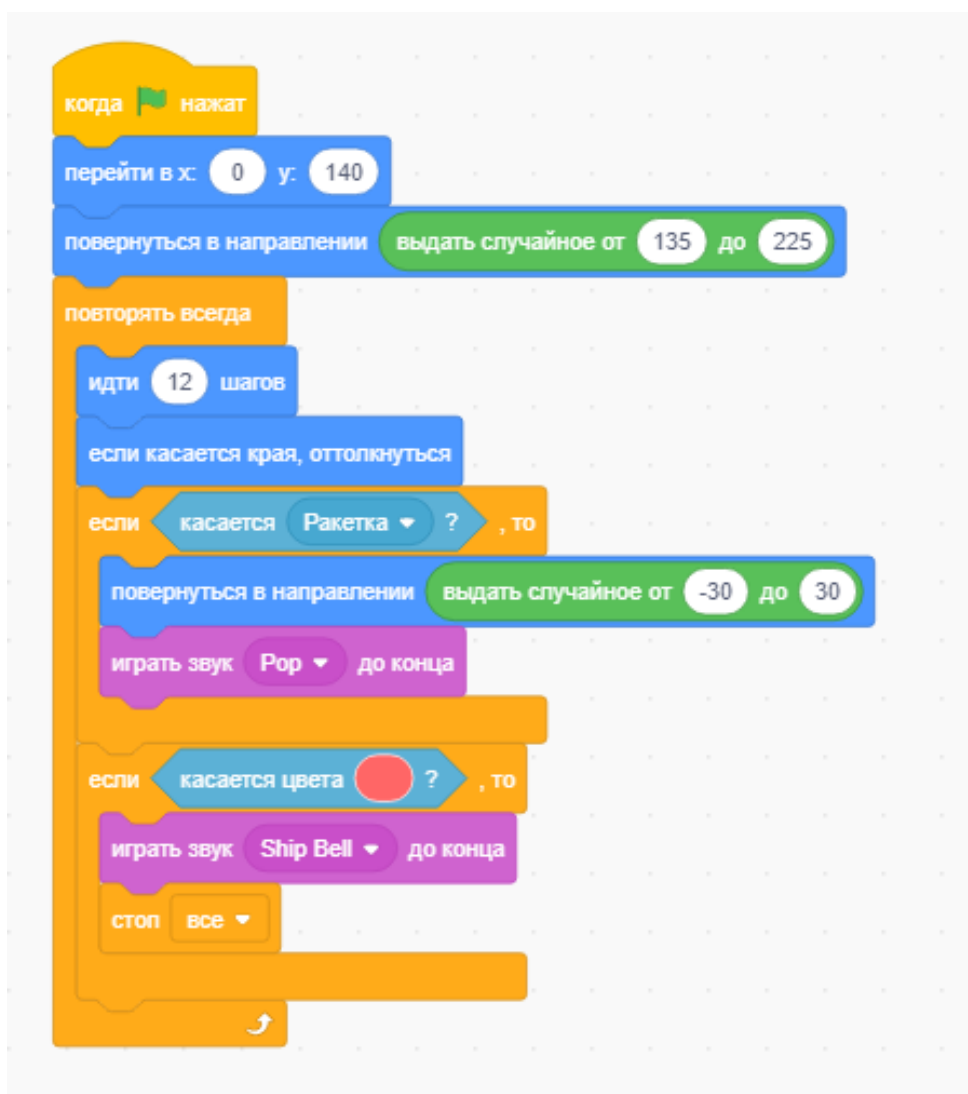 когда нажат
перейти в x: 0 y: 140
повернуться в направлении выдать случайное от 135 до 225
повторять всегда
идти 12 шагов
если касается края, оттолкнуться
если касается Ракетка ? , то
повернуться в направлении выдать случайное от -30 до 30
играть звук Pop до конца
если касается цвета ? , то
играть звук Ship Bell до конца
стоп все